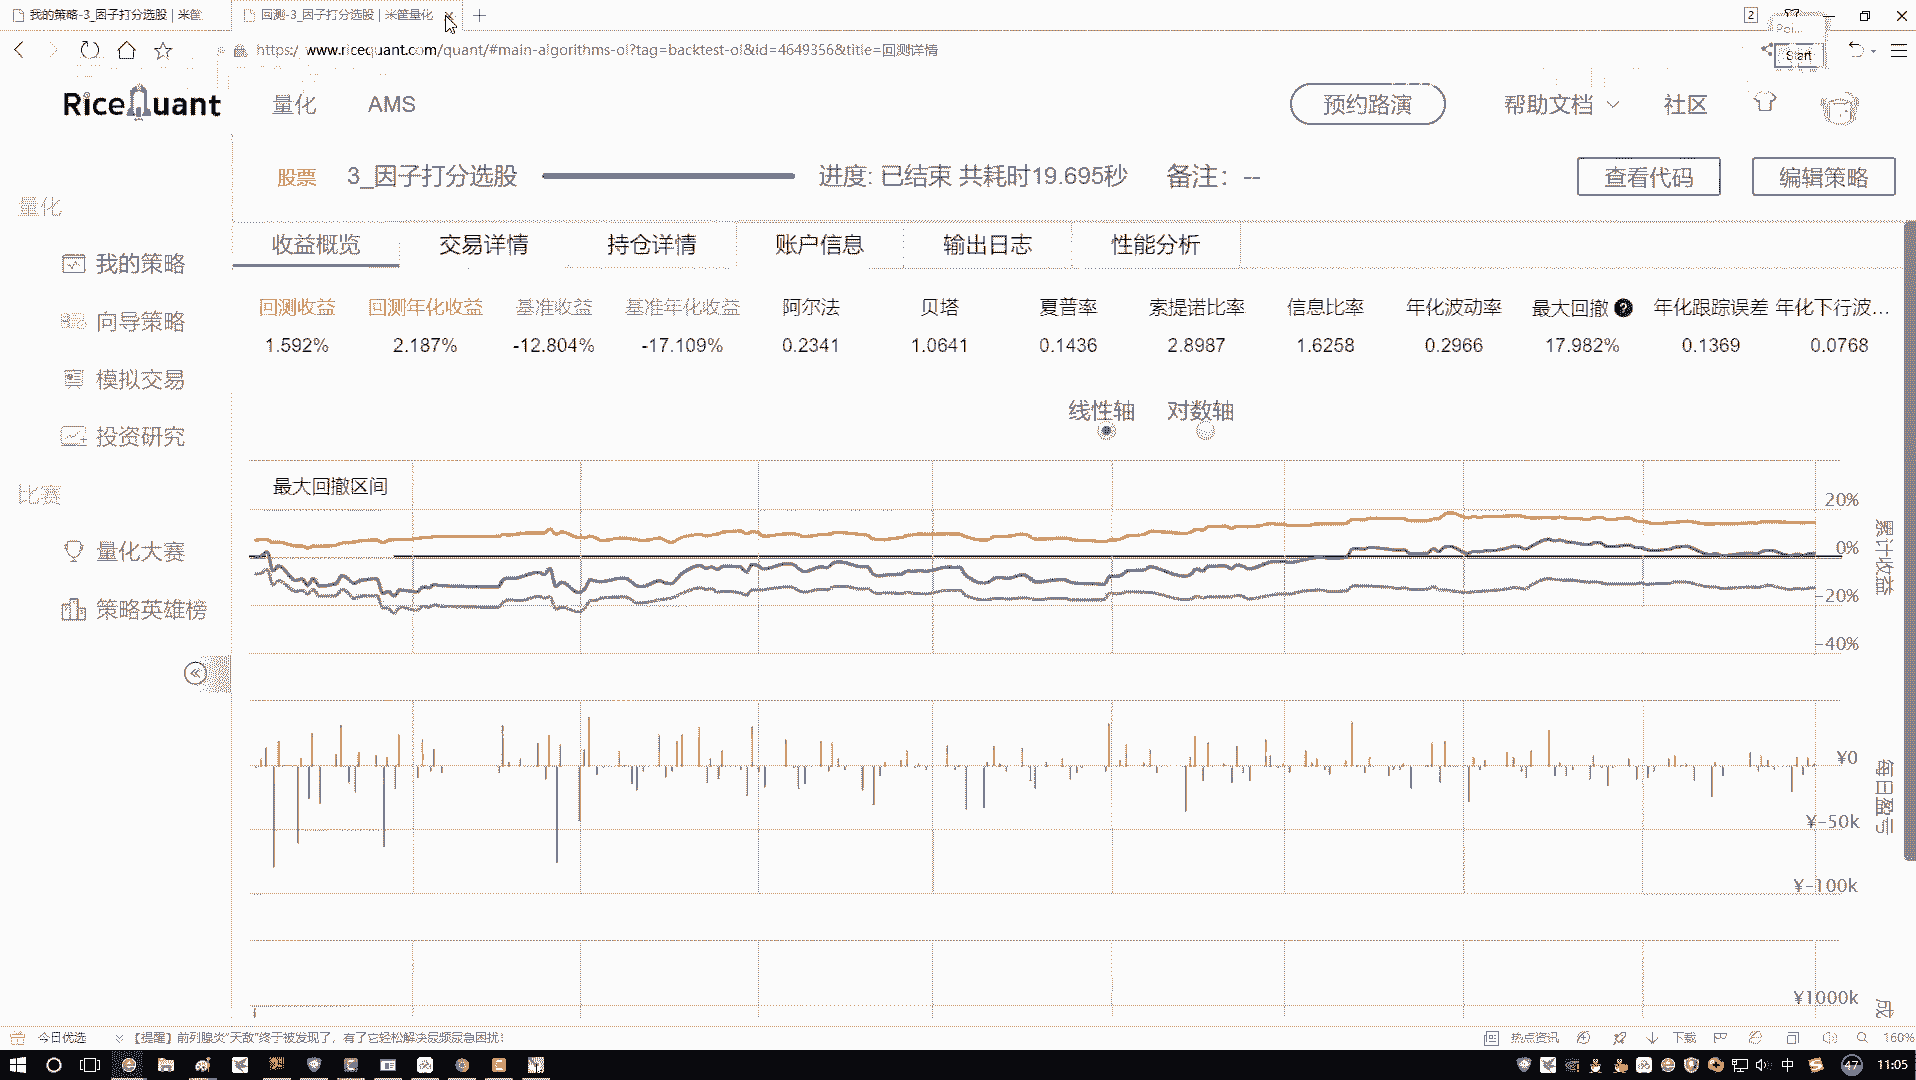 我的策略-3_因子打分选股 | 米筐
回测-3_因子打分选股 | 米筐量化
2
https:/ www.ricequant.com/quant/#main-algorithms-ol?tag=backtest-ol&id=4649356&title=回测详情
Start
RiceQuant
量化
AMS
预约路演
帮助文档
社区
股票
3_因子打分选股
进度: 已结束 共耗时19.695秒
备注: --
查看代码
编辑策略
量化
我的策略
向导策略
模拟交易
投资研究
比赛
量化大赛
策略英雄榜
收益概览
交易详情
持仓详情
账户信息
输出日志
性能分析
回测收益 回测年化收益 基准收益 基准年化收益 阿尔法 贝塔 夏普率 索提诺比率 信息比率 年化波动率 最大回撤 ? 年化跟踪误差 年化下行波...
1.592% 2.187% -12.804% -17.109% 0.2341 1.0641 0.1436 2.8987 1.6258 0.2966 17.982% 0.1369 0.0768
线性轴 对数轴
最大回撤区间
20%
0%
-20%
-40%
累计收益
¥0
¥-50k
¥-100k
每日盈亏
¥1000k
成
今日优选
【提醒】前列腺炎"天敌"终于被发现了，有了它轻松解决尿频尿急困扰！
热点资讯
下载
160%
中
47
11:05